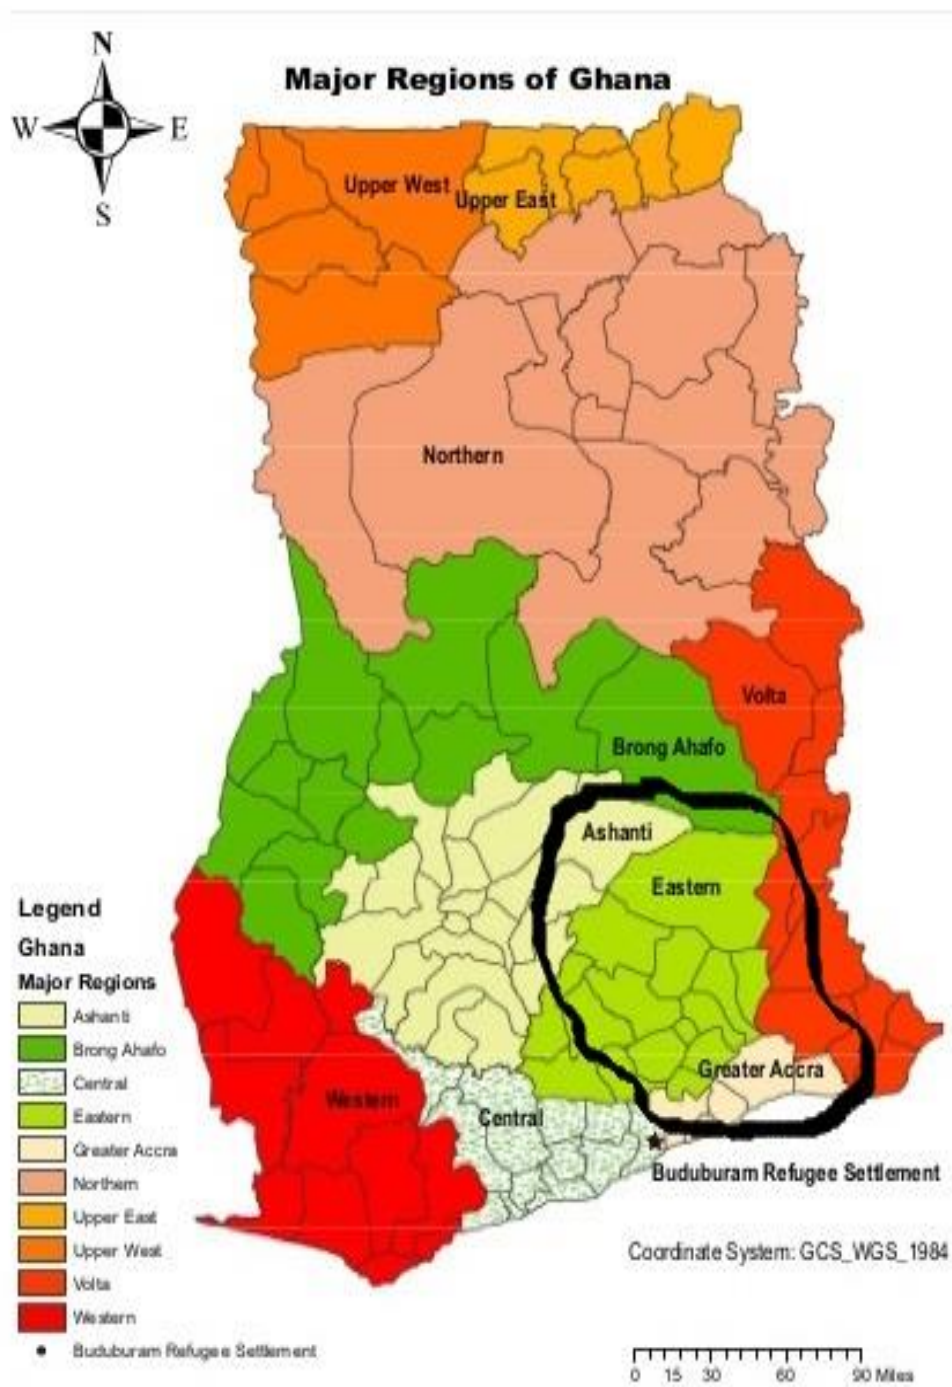 N
Major Regions of Ghana
W E
S
Upper West
Upper East
Northern
Volta
Brong Ahafo
Ashanti
Eastern
Legend
Ghana
Major Regions
Ashanti
Brong Ahafo
Central
Eastern
Greater Accra
Northern
Upper East
Upper West
Volta
Western
Buduburam Refugee Settlement
Greater Accra
Western
Central
Buduburam Refugee Settlement
Coordinate System: GCS_WGS_1984
0 15 30 60 90 Miles